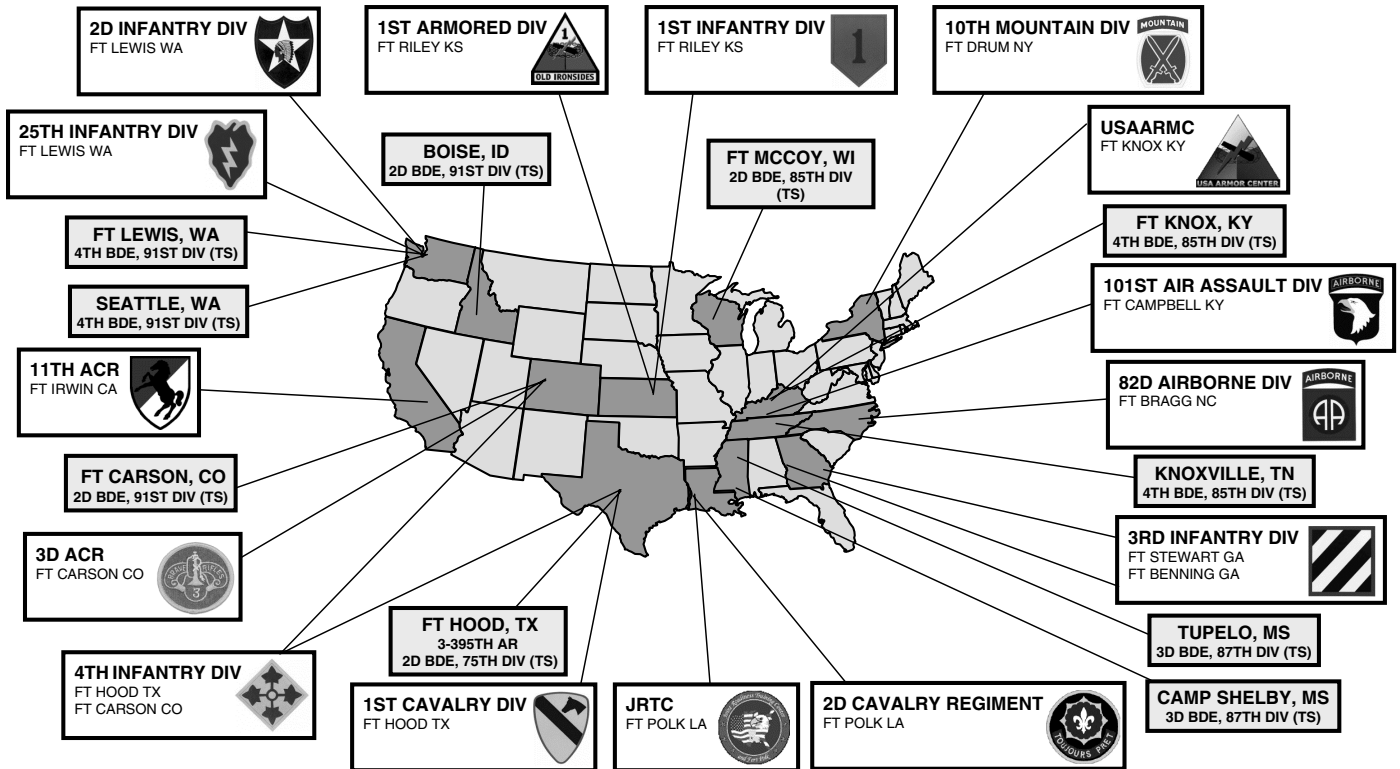 2D INFANTRY DIV
FT LEWIS WA
1ST ARMORED DIV
FT RILEY KS
1
OLD IRONSIDES
1ST INFANTRY DIV
FT RILEY KS
1
10TH MOUNTAIN DIV
FT DRUM NY
MOUNTAIN
25TH INFANTRY DIV
FT LEWIS WA
BOISE, ID
2D BDE, 91ST DIV (TS)
FT MCCOY, WI
2D BDE, 85TH DIV
(TS)
USAARMC
FT KNOX KY
USA ARMOR CENTER
FT LEWIS, WA
4TH BDE, 91ST DIV (TS)
FT KNOX, KY
4TH BDE, 85TH DIV (TS)
SEATTLE, WA
4TH BDE, 91ST DIV (TS)
101ST AIR ASSAULT DIV
FT CAMPBELL KY
AIRBORNE
11TH ACR
FT IRWIN CA
82D AIRBORNE DIV
FT BRAGG NC
AIRBORNE
AA
FT CARSON, CO
2D BDE, 91ST DIV (TS)
KNOXVILLE, TN
4TH BDE, 85TH DIV (TS)
3D ACR
FT CARSON CO
BRAVE RIFLES
3
3RD INFANTRY DIV
FT STEWART GA
FT BENNING GA
FT HOOD, TX
3-395TH AR
2D BDE, 75TH DIV (TS)
TUPELO, MS
3D BDE, 87TH DIV (TS)
4TH INFANTRY DIV
FT HOOD TX
FT CARSON CO
1ST CAVALRY DIV
FT HOOD TX
JRTC
FT POLK LA
Joint Readiness Training Center
and Fort Polk
2D CAVALRY REGIMENT
FT POLK LA
TOUJOURS PRET
CAMP SHELBY, MS
3D BDE, 87TH DIV (TS)